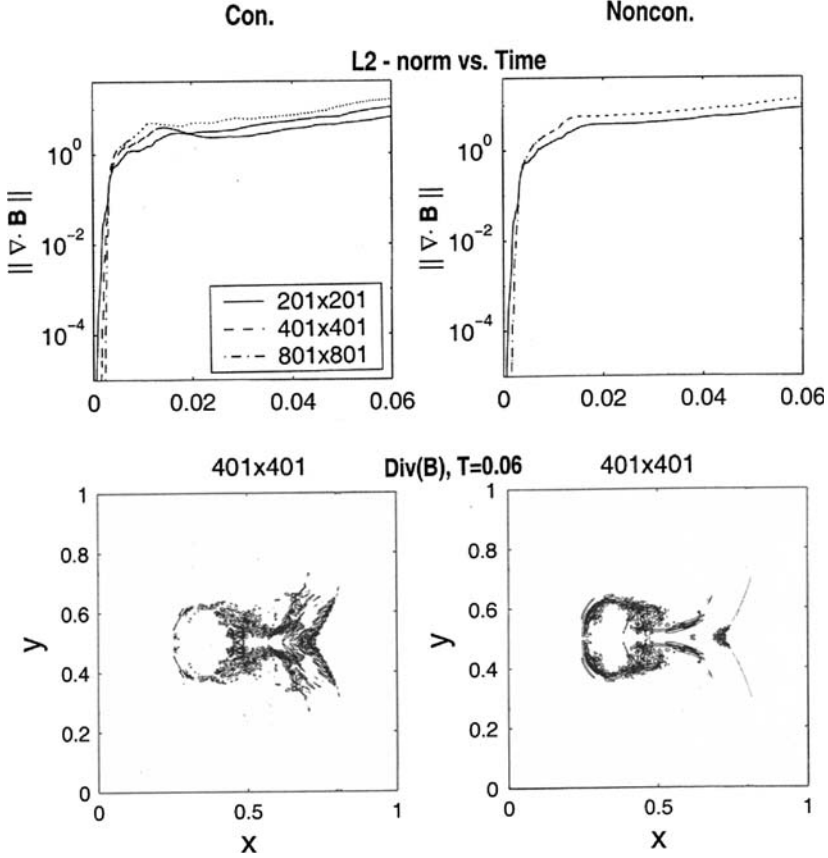 Con. Noncon.
L2 - norm vs. Time
10^0
10^-2
10^-4
|| ∇· B ||
201x201
401x401
801x801
0 0.02 0.04 0.06
10^0
10^-2
10^-4
|| ∇· B ||
0 0.02 0.04 0.06
401x401 Div(B), T=0.06 401x401
1
0.8
0.6
0.4
0.2
0
y
0 0.5 1
x
1
0.8
0.6
0.4
0.2
0
y
0 0.5 1
x